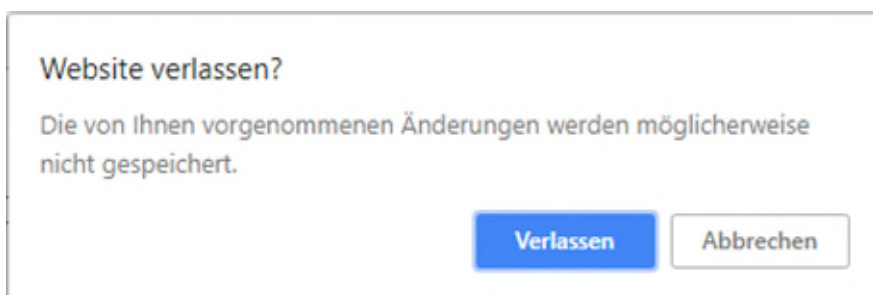 Website verlassen?
Die von Ihnen vorgenommenen Änderungen werden möglicherweise
nicht gespeichert.
Verlassen
Abbrechen